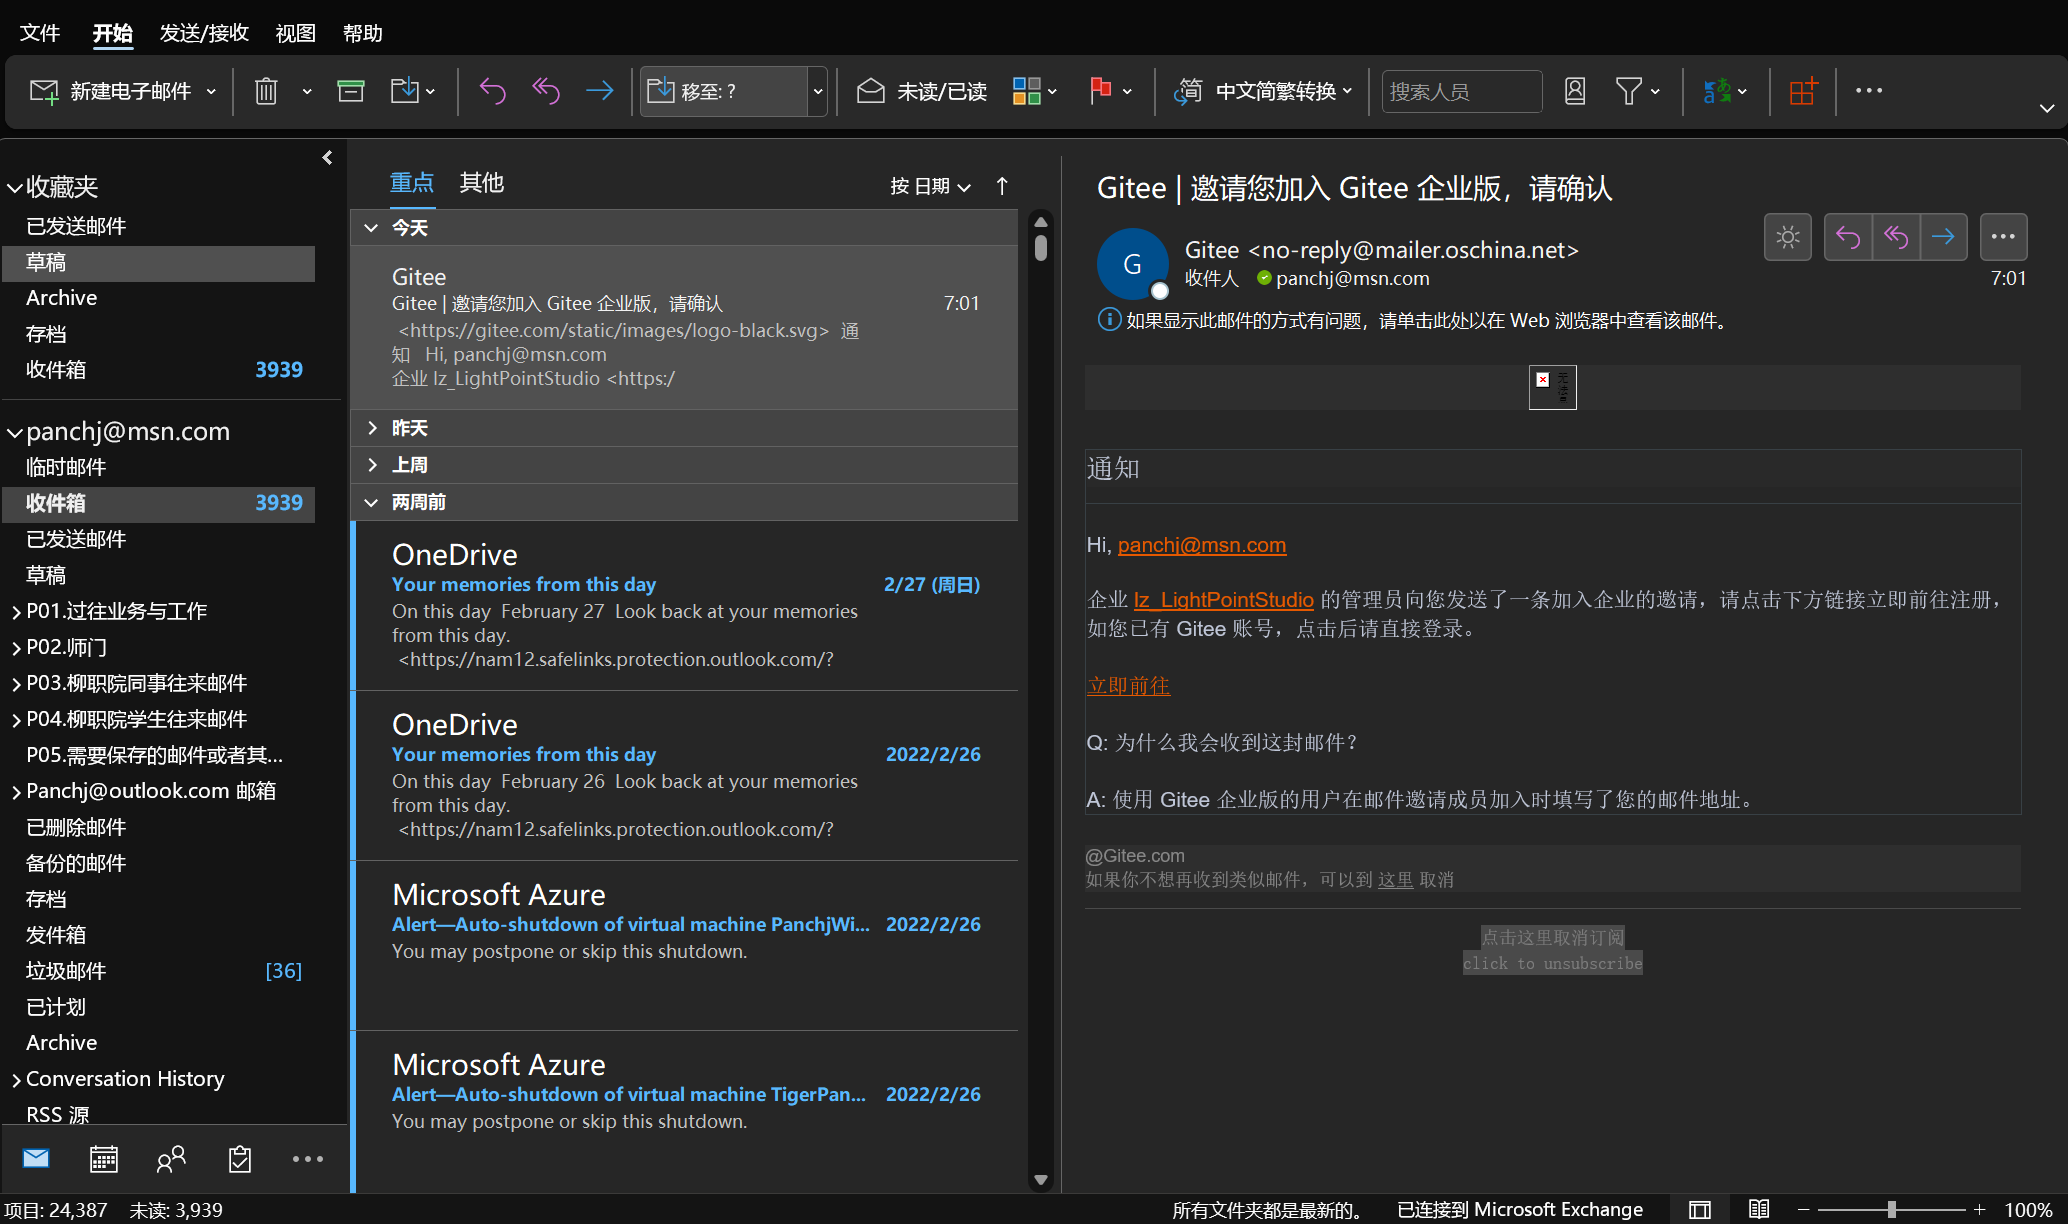 文件 开始 发送/接收 视图 帮助
新建电子邮件 移至: ? 未读/已读 中文简繁转换 搜索人员
收藏夹
已发送邮件
草稿
Archive
存档
收件箱 3939
panchj@msn.com
临时邮件
收件箱 3939
已发送邮件
草稿
P01.过往业务与工作
P02.师门
P03.柳职院同事往来邮件
P04.柳职院学生往来邮件
P05.需要保存的邮件或者其...
Panchj@outlook.com 邮箱
已删除邮件
备份的邮件
存档
发件箱
垃圾邮件 [36]
已计划
Archive
Conversation History
RSS 源
重点 其他 按 日期
今天
Gitee
Gitee | 邀请您加入 Gitee 企业版，请确认 7:01
<https://gitee.com/static/images/logo-black.svg> 通
知 Hi, panchj@msn.com
企业 lz_LightPointStudio <https:/
昨天
上周
两周前
OneDrive
Your memories from this day 2/27 (周日)
On this day February 27 Look back at your memories
from this day.
<https://nam12.safelinks.protection.outlook.com/?
OneDrive
Your memories from this day 2022/2/26
On this day February 26 Look back at your memories
from this day.
<https://nam12.safelinks.protection.outlook.com/?
Microsoft Azure
Alert—Auto-shutdown of virtual machine PanchjWi... 2022/2/26
You may postpone or skip this shutdown.
Microsoft Azure
Alert—Auto-shutdown of virtual machine TigerPan... 2022/2/26
You may postpone or skip this shutdown.
Gitee | 邀请您加入 Gitee 企业版，请确认
G
Gitee <no-reply@mailer.oschina.net>
收件人 panchj@msn.com 7:01
如果显示此邮件的方式有问题，请单击此处以在 Web 浏览器中查看该邮件。
通知
Hi, panchj@msn.com
企业 lz_LightPointStudio 的管理员向您发送了一条加入企业的邀请，请点击下方链接立即前往注册，
如您已有 Gitee 账号，点击后请直接登录。
立即前往
Q: 为什么我会收到这封邮件？
A: 使用 Gitee 企业版的用户在邮件邀请成员加入时填写了您的邮件地址。
@Gitee.com
如果你不想再收到类似邮件，可以到 这里 取消
点击这里取消订阅
click to unsubscribe
项目: 24,387 未读: 3,939 所有文件夹都是最新的。 已连接到 Microsoft Exchange 100%